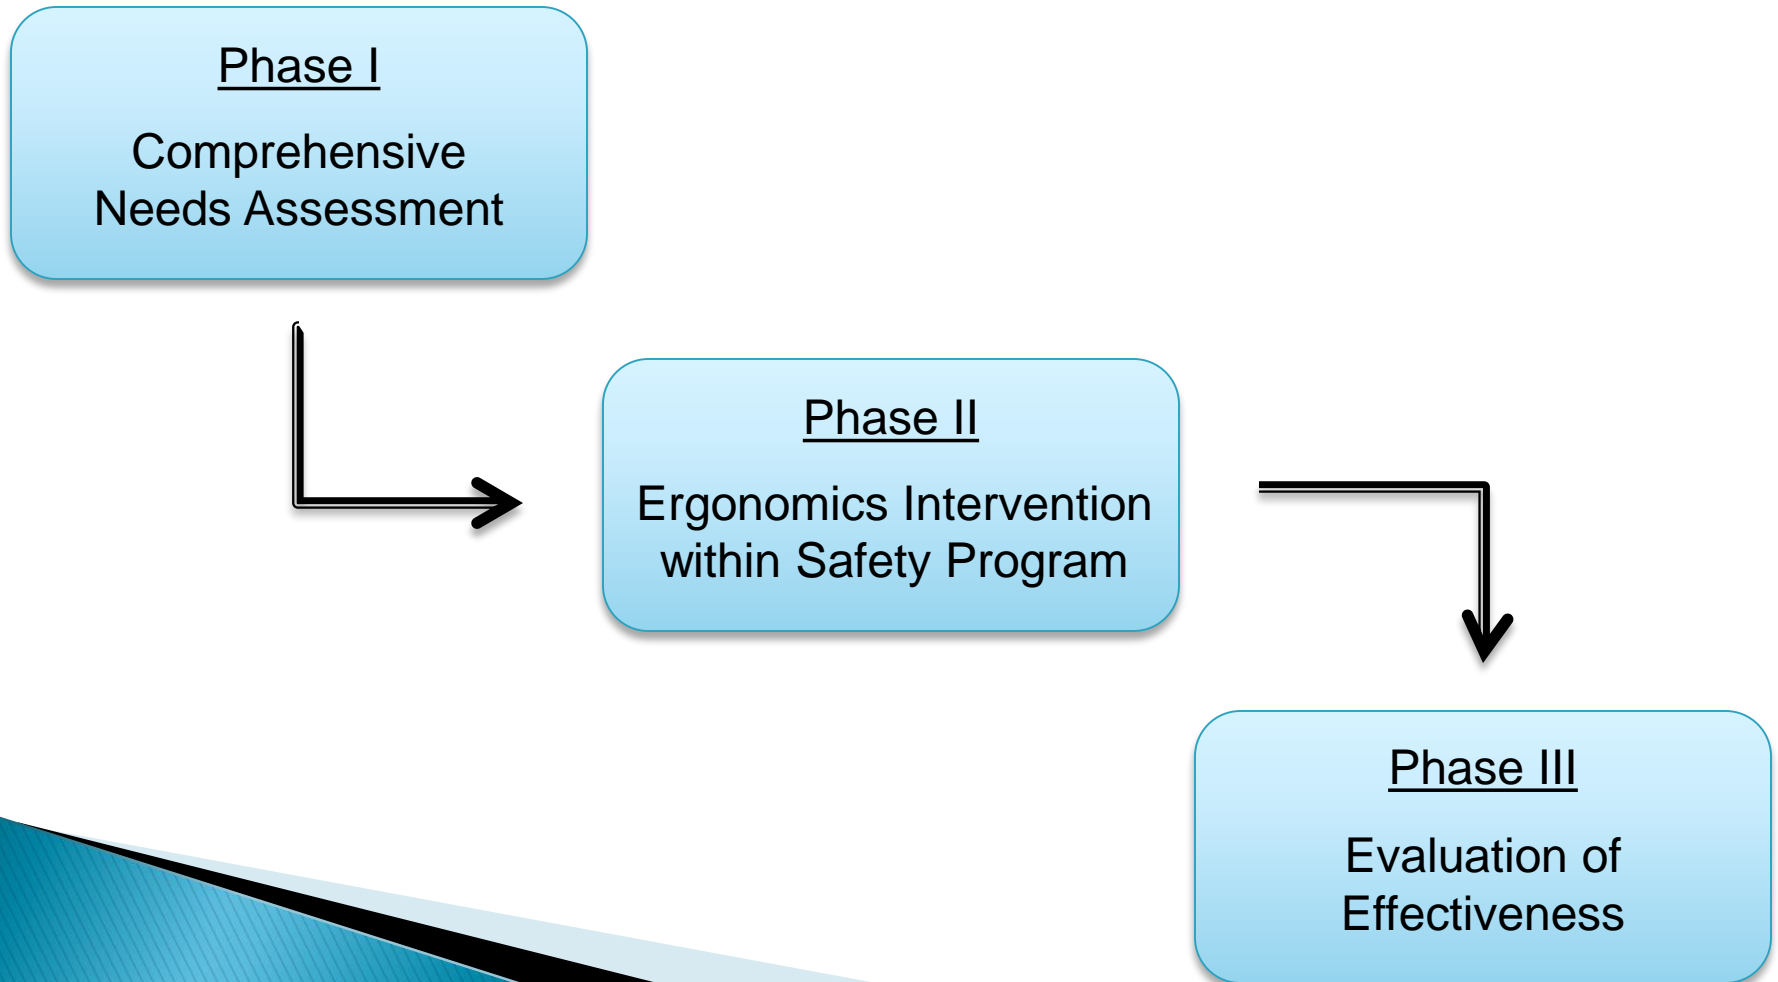 Phase I
Comprehensive
Needs Assessment
Phase II
Ergonomics Intervention
within Safety Program
Phase III
Evaluation of
Effectiveness